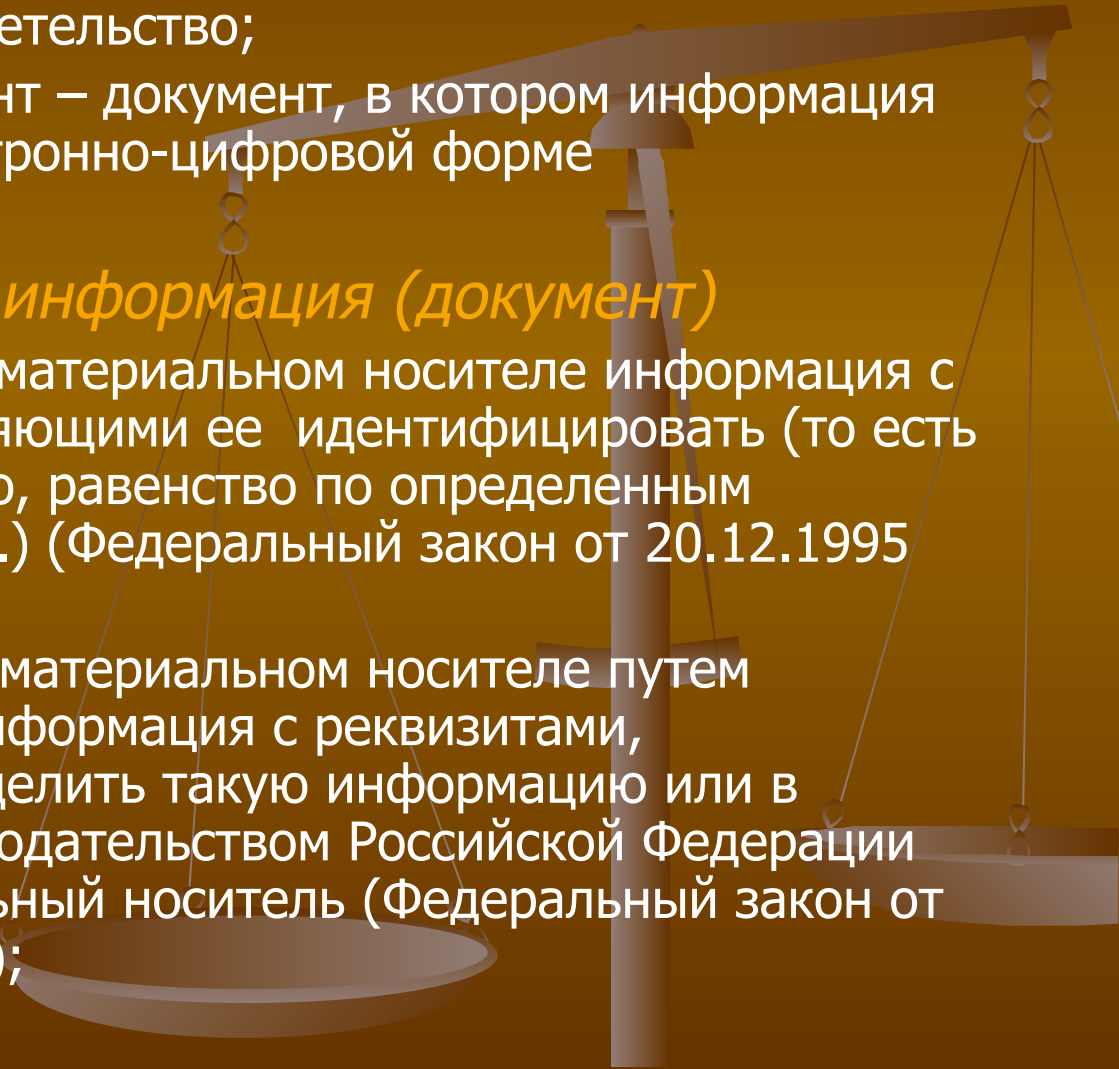 етельство;
нт – документ, в котором информация
тронно-цифровой форме
информация (документ)
материальном носителе информация с
яющими ее идентифицировать (то есть
о, равенство по определенным
.) (Федеральный закон от 20.12.1995
материальном носителе путем
нформация с реквизитами,
делить такую информацию или в
одательством Российской Федерации
ьный носитель (Федеральный закон от
);